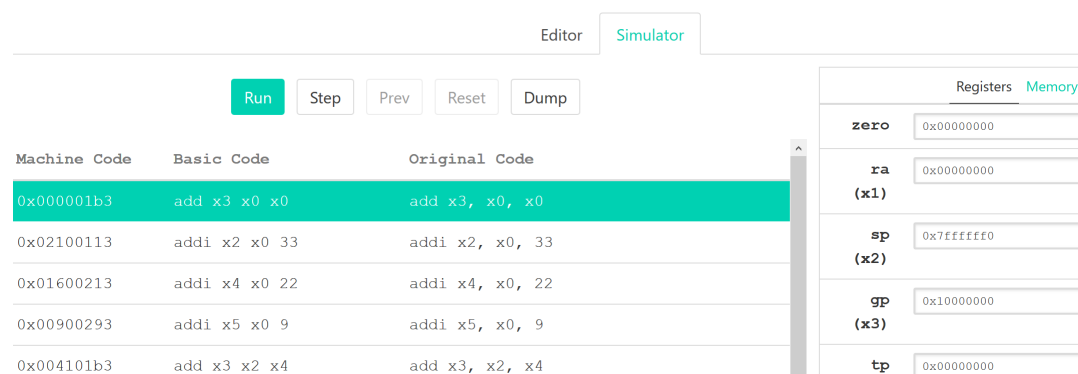 Editor Simulator
Run Step Prev Reset Dump
Machine Code Basic Code Original Code
0x000001b3 add x3 x0 x0 add x3, x0, x0
0x02100113 addi x2 x0 33 addi x2, x0, 33
0x01600213 addi x4 x0 22 addi x4, x0, 22
0x00900293 addi x5 x0 9 addi x5, x0, 9
0x004101b3 add x3 x2 x4 add x3, x2, x4
Registers Memory
zero 0x00000000
ra 0x00000000
(x1)
sp 0x7ffffff0
(x2)
gp 0x10000000
(x3)
tp 0x00000000